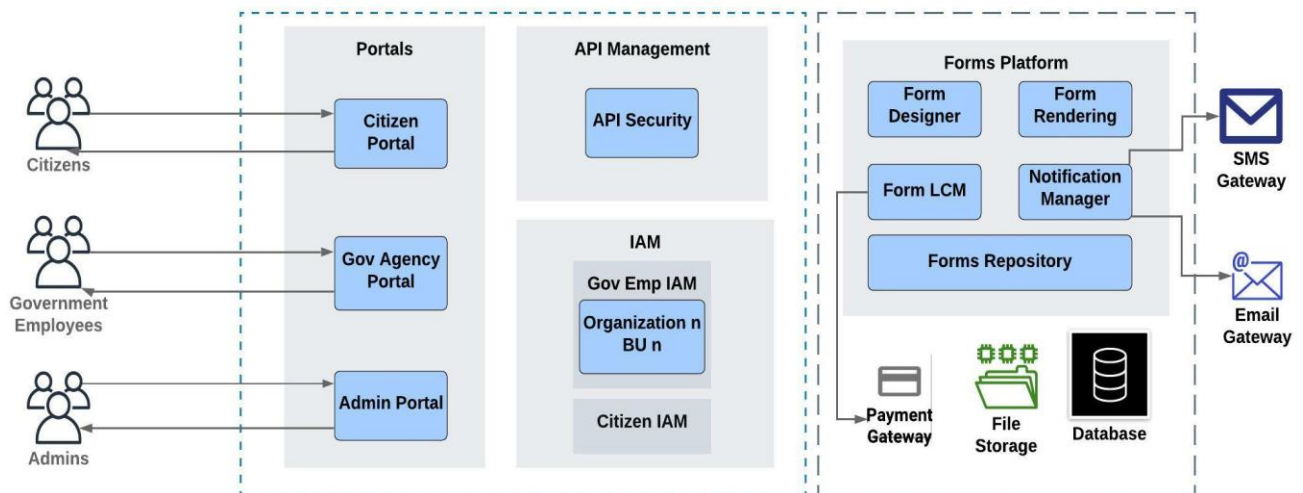 Portals
API Management
Forms Platform
Citizen
Portal
API Security
Form
Designer
Form
Rendering
Citizens
SMS
Gateway
Form LCM
Notification
Manager
Gov Agency
Portal
IAM
Gov Emp IAM
Organization n
BU n
Forms Repository
Government
Employees
@
Email
Gateway
Admin Portal
Citizen IAM
Payment
Gateway
File
Storage
Database
Admins